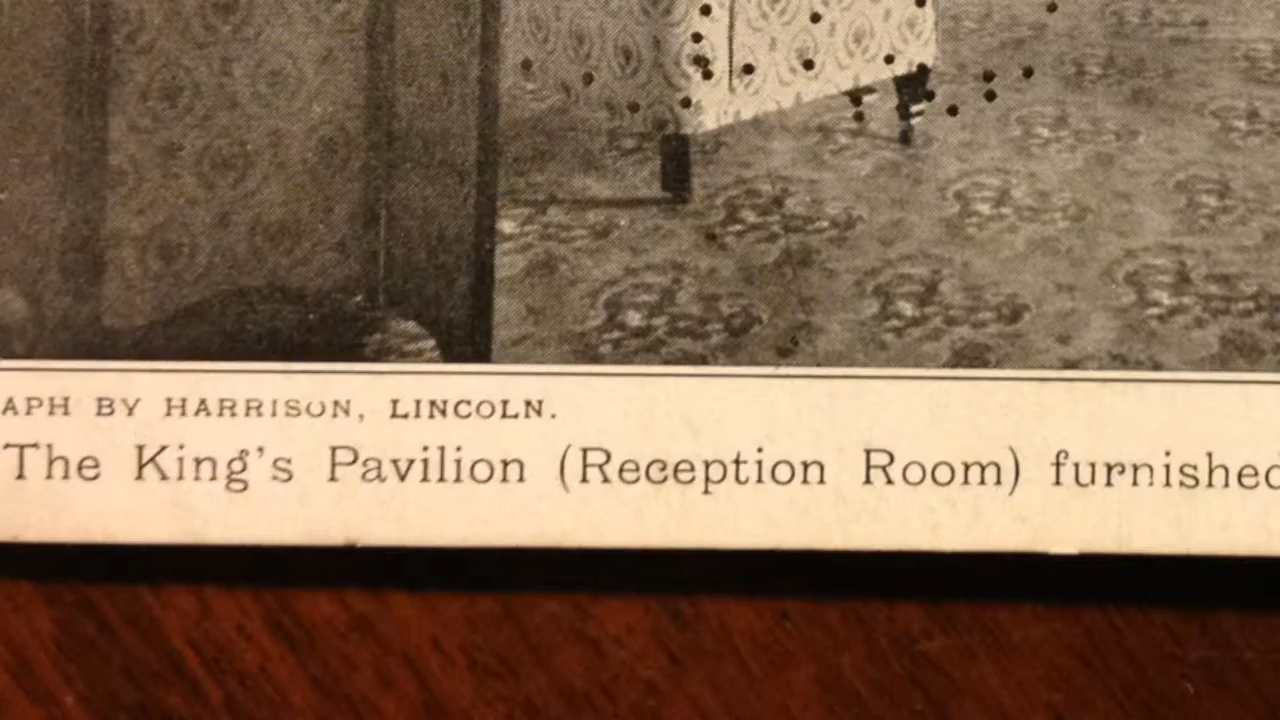 APH BY HARRISON, LINCOLN.
The King's Pavilion (Reception Room) furnished